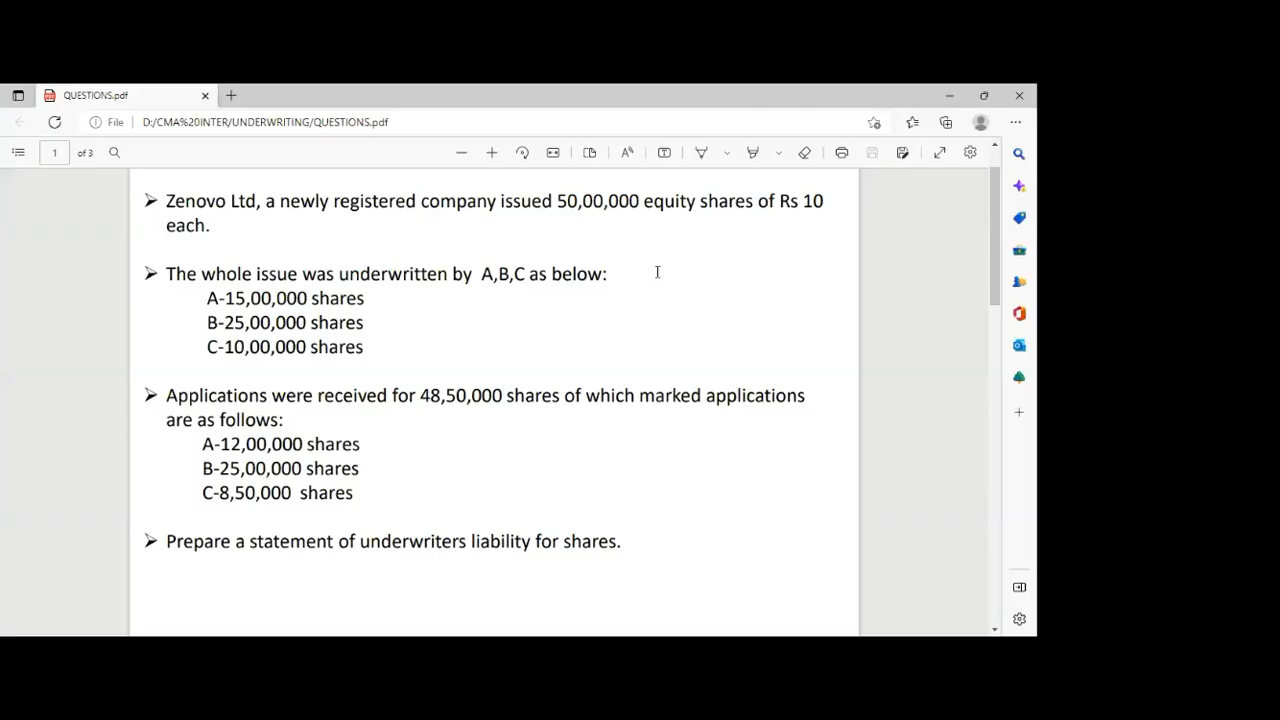 QUESTIONS.pdf
File D:/CMA%20INTER/UNDERWRITING/QUESTIONS.pdf
1 of 3
Zenovo Ltd, a newly registered company issued 50,00,000 equity shares of Rs 10
each.
The whole issue was underwritten by A,B,C as below:
A-15,00,000 shares
B-25,00,000 shares
C-10,00,000 shares
Applications were received for 48,50,000 shares of which marked applications
are as follows:
A-12,00,000 shares
B-25,00,000 shares
C-8,50,000 shares
Prepare a statement of underwriters liability for shares.